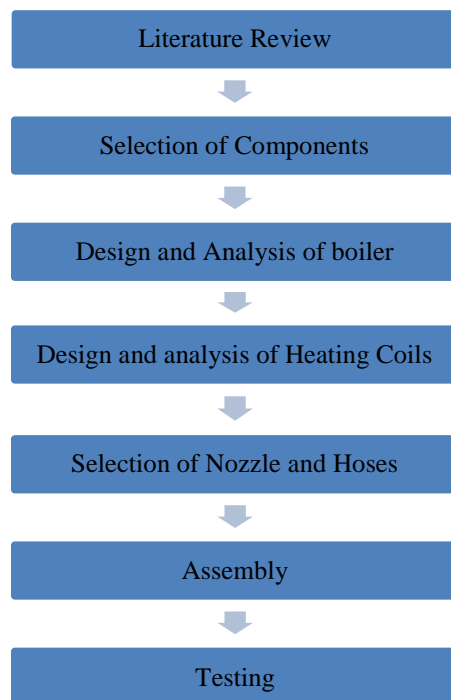 Literature Review
Selection of Components
Design and Analysis of boiler
Design and analysis of Heating Coils
Selection of Nozzle and Hoses
Assembly
Testing